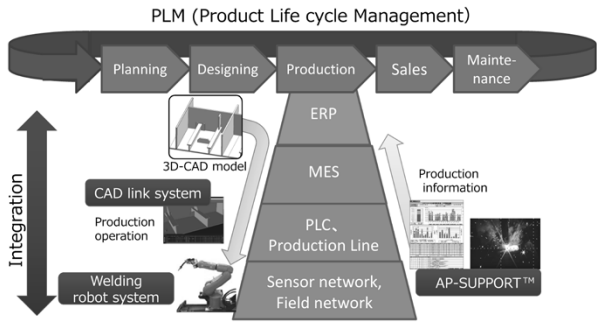 PLM (Product Life cycle Management)
Planning
Designing
Production
Sales
Mainte-
nance
ERP
3D-CAD model
MES
Production
information
CAD link system
Production
operation
PLC、
Production Line
Integration
Welding
robot system
Sensor network,
Field network
AP-SUPPORT™